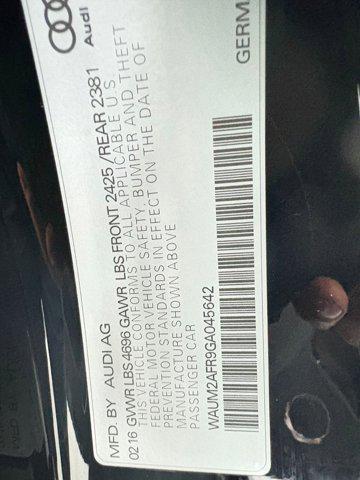 Audi
GERM
MFD. BY AUDI AG
02 16 GVWR LBS 4696 GAWR LBS FRONT 2425 /REAR 2381
THIS VEHICLE CONFORMS TO ALL APPLICABLE U.S.
FEDERAL MOTOR VEHICLE SAFETY, BUMPER AND THEFT
PREVENTION STANDARDS IN EFFECT ON THE DATE OF
MANUFACTURE SHOWN ABOVE
PASSENGER CAR
WAUM2AFR9GA045642